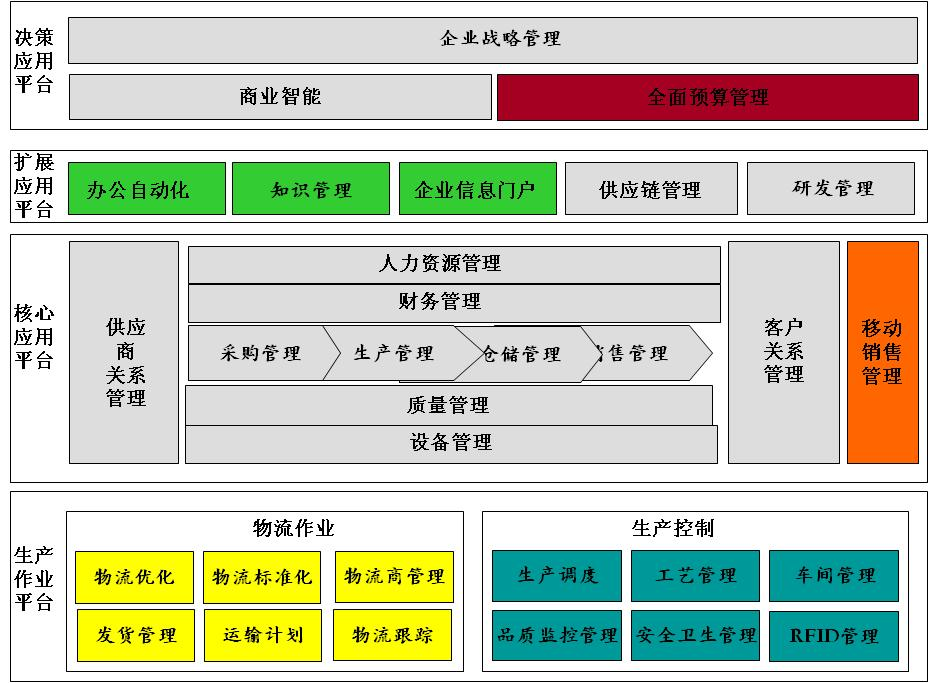 决策
应用
平台
企业战略管理
商业智能
全面预算管理
扩展
应用
平台
办公自动化
知识管理
企业信息门户
供应链管理
研发管理
核心
应用
平台
供应
商
关系
管理
人力资源管理
财务管理
采购管理
生产管理
仓储管理
售管理
质量管理
设备管理
客户
关系
管理
移动
销售
管理
生产
作业
平台
物流作业
物流优化
物流标准化
物流商管理
发货管理
运输计划
物流跟踪
生产控制
生产调度
工艺管理
车间管理
品质监控管理
安全卫生管理
RFID管理